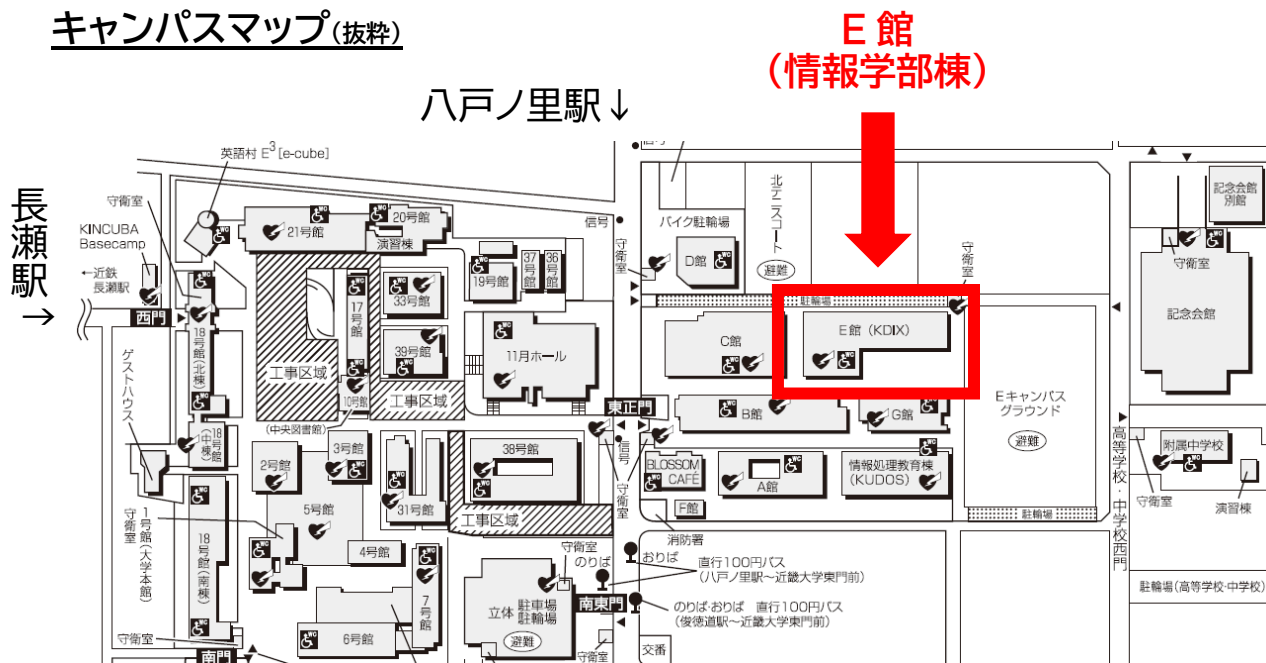 キャンパスマップ(抜粋)
E 館
(情報学部棟)
八戸ノ里駅↓
長瀬駅→
英語村 E³ [e-cube]
守衛室
KINCUBA
Basecamp
←近鉄
長瀬駅
西門
18号館(北棟)
21号館
20号館
演習棟
工事区域
17号館
33号館
39号館
19号館
37号館
36号館
11月ホール
10号館
(中央図書館)
工事区域
ゲストハウス
18号館(中棟)
2号館
3号館
5号館
4号館
31号館
38号館
工事区域
1号館(大学本館)
守衛室
18号館(南棟)
6号館
7号館
守衛室
南門
立体
駐車場
駐輪場
避難
守衛室
のりば
おりば
南東門
守衛室
交番
直行100円バス
(八戸ノ里駅~近畿大学東門前)
のりば・おりば 直行100円バス
(俊徳道駅~近畿大学東門前)
信号
守衛室
バイク駐輪場
D館
北テニスコート
避難
守衛室
駐輪場
C館
E館(KDIX)
東正門
信号
守衛室
B館
G館
BLOSSOM
CAFÉ
A館
情報処理教育棟
(KUDOS)
F館
消防署
駐輪場
Eキャンパス
グラウンド
避難
高等学校・中学校西門
記念会館
別館
守衛室
記念会館
附属中学校
守衛室
演習棟
駐輪場(高等学校・中学校)